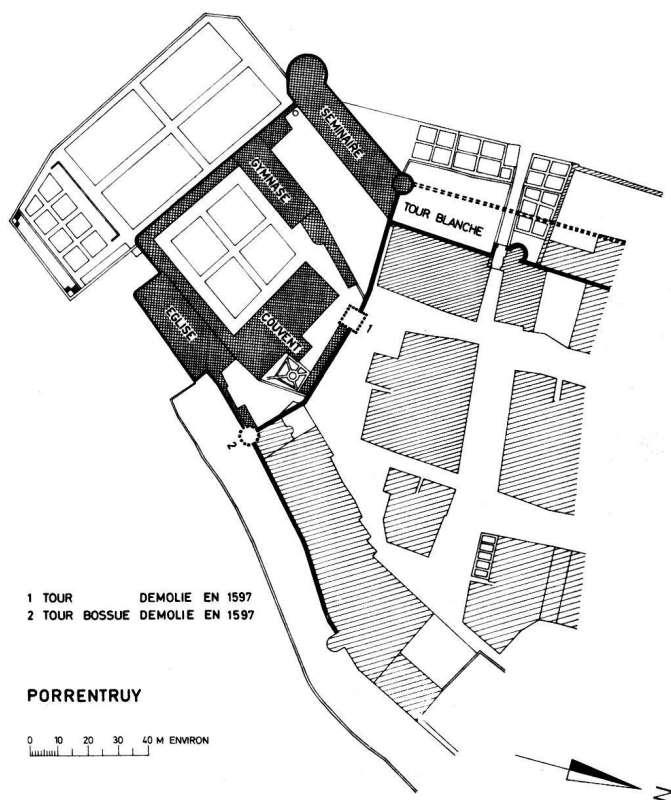 SÉMINAIRE
GYMNASE
TOUR BLANCHE
EGLISE
COUVENT
1
2
1 TOUR DEMOLIE EN 1597
2 TOUR BOSSUE DEMOLIE EN 1597
PORRENTRUY
0 10 20 30 40 M ENVIRON
N